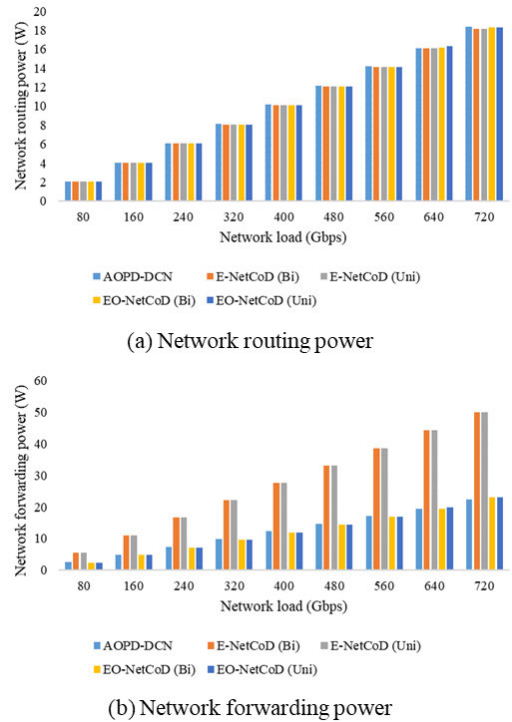 20
18
16
14
12
10
8
6
4
2
0
Network routing power (W)
80 160 240 320 400 480 560 640 720
Network load (Gbps)
AOPD-DCN E-NetCoD (Bi) E-NetCoD (Uni)
EO-NetCoD (Bi) EO-NetCoD (Uni)
(a) Network routing power
60
50
40
30
20
10
0
Network forwarding power (W)
80 160 240 320 400 480 560 640 720
Network load (Gbps)
AOPD-DCN E-NetCoD (Bi) E-NetCoD (Uni)
EO-NetCoD (Bi) EO-NetCoD (Uni)
(b) Network forwarding power